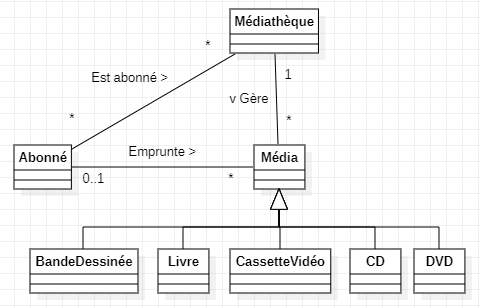 Médiathèque
*
Est abonné >
1
v Gère
*
*
Abonné
Emprunte >
Média
0..1
*
BandeDessinée
Livre
CassetteVidéo
CD
DVD